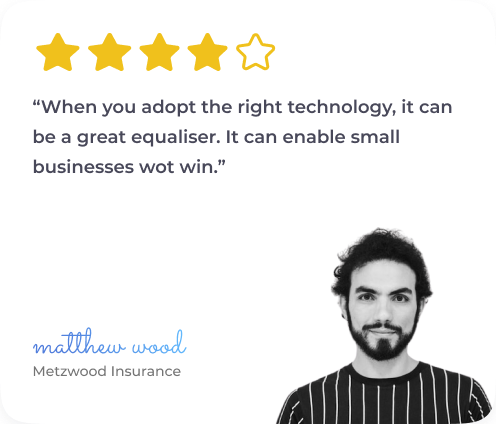 “When you adopt the right technology, it can
be a great equaliser. It can enable small
businesses wot win.”
matthew wood
Metzwood Insurance